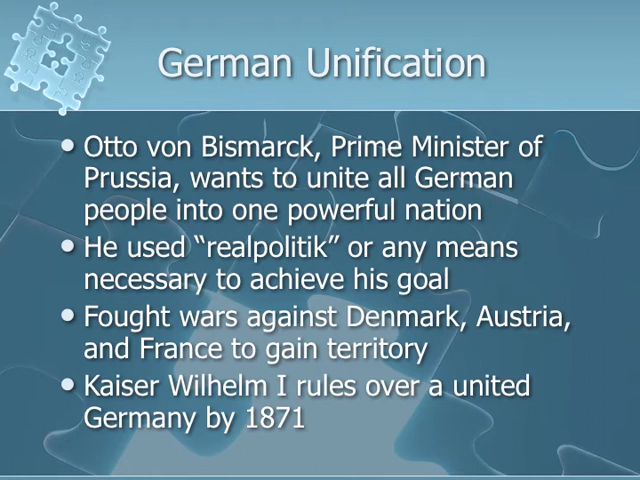 German Unification
• Otto von Bismarck, Prime Minister of
Prussia, wants to unite all German
people into one powerful nation
• He used “realpolitik” or any means
necessary to achieve his goal
• Fought wars against Denmark, Austria,
and France to gain territory
• Kaiser Wilhelm I rules over a united
Germany by 1871